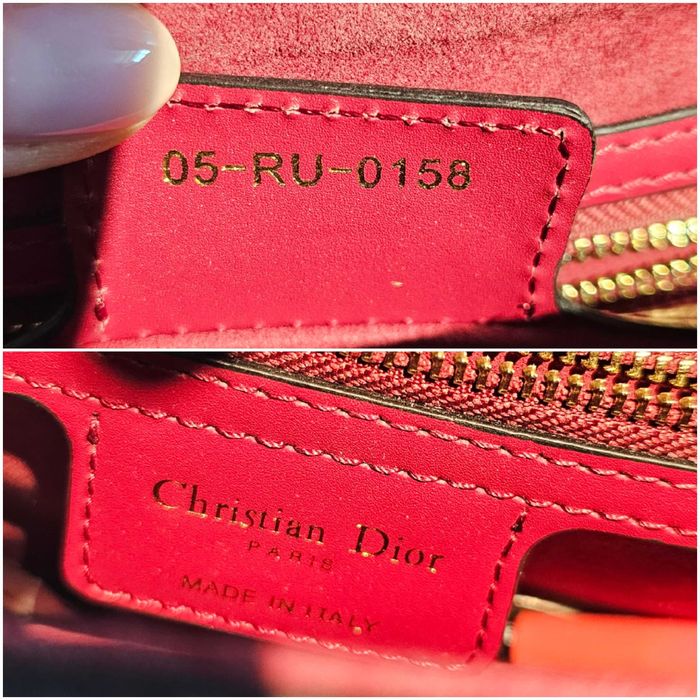 05-RU-0158
Christian Dior
PARIS
MADE IN ITALY